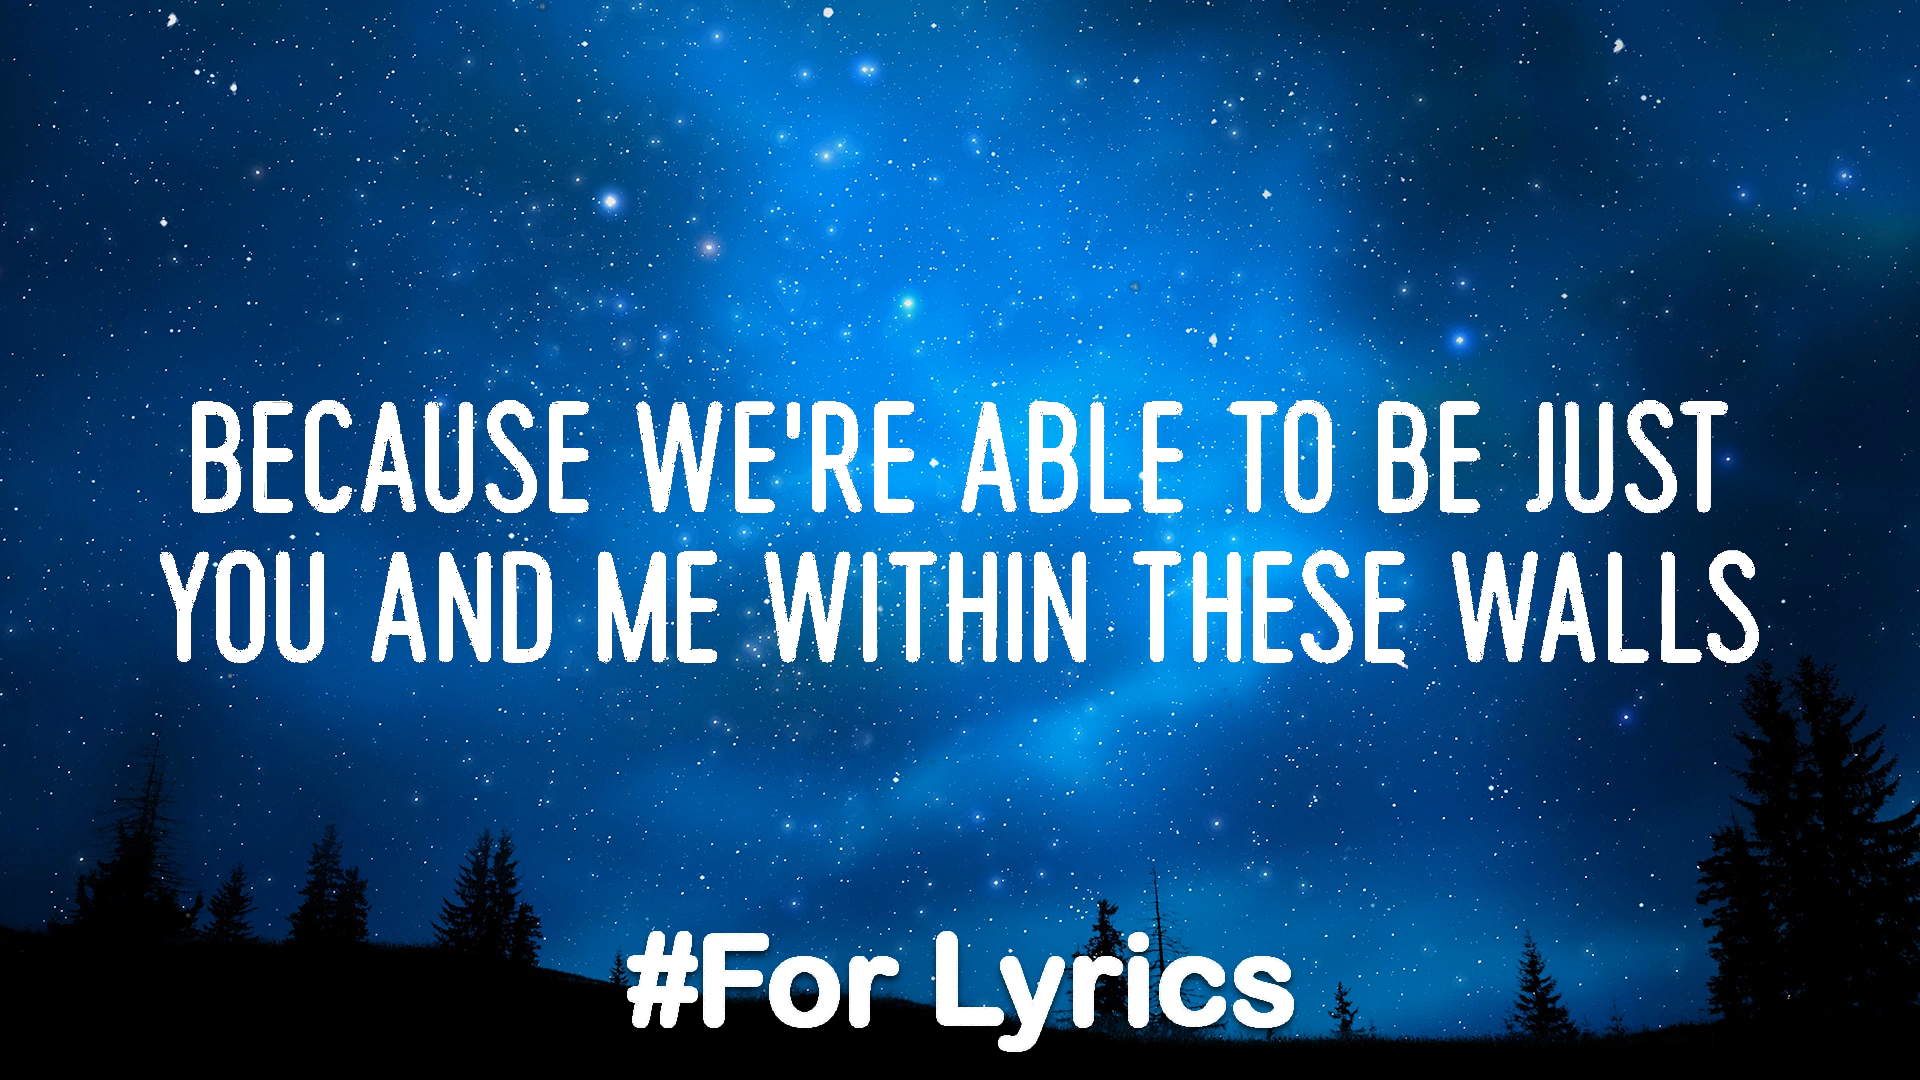 BECAUSE WE'RE ABLE TO BE JUST
YOU AND ME WITHIN THESE WALLS
#For Lyrics